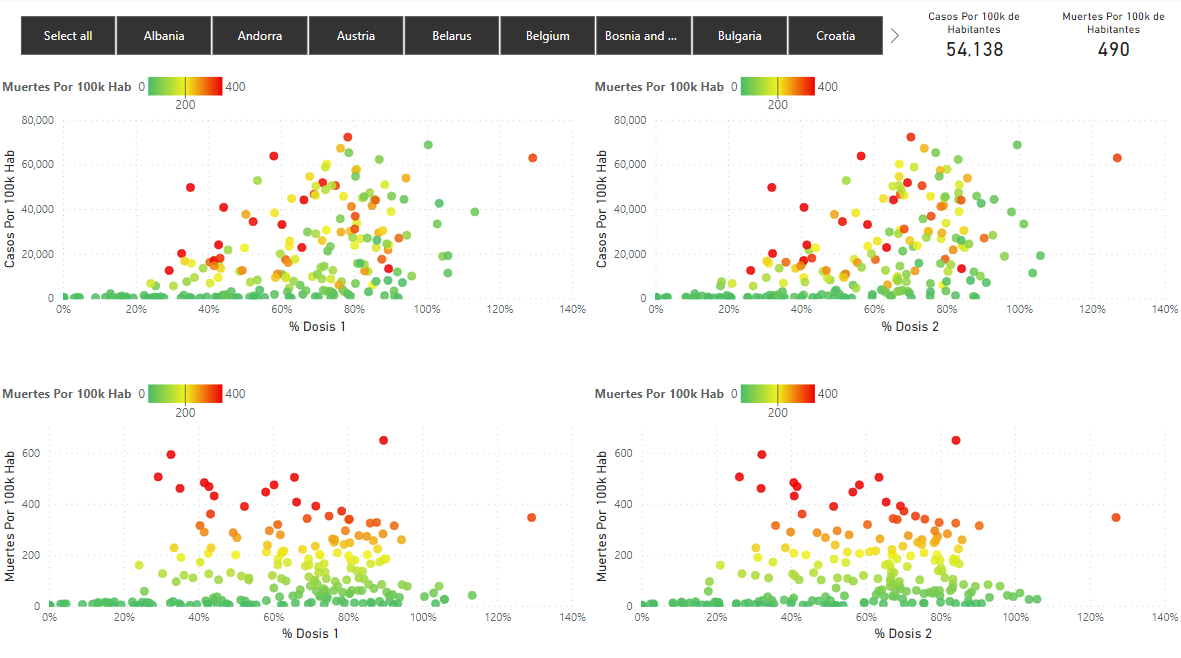 Select all Albania Andorra Austria Belarus Belgium Bosnia and ... Bulgaria Croatia
Casos Por 100k de
Habitantes
54.138
Muertes Por 100k de
Habitantes
490
Muertes Por 100k Hab 0 400
200
Casos Por 100k Hab
80,000
60,000
40,000
20,000
0
0% 20% 40% 60% 80% 100% 120% 140%
% Dosis 1
Muertes Por 100k Hab 0 400
200
Casos Por 100k Hab
80,000
60,000
40,000
20,000
0
0% 20% 40% 60% 80% 100% 120% 140%
% Dosis 2
Muertes Por 100k Hab 0 400
200
Muertes Por 100k Hab
600
400
200
0
0% 20% 40% 60% 80% 100% 120% 140%
% Dosis 1
Muertes Por 100k Hab 0 400
200
Muertes Por 100k Hab
600
400
200
0
0% 20% 40% 60% 80% 100% 120% 140%
% Dosis 2